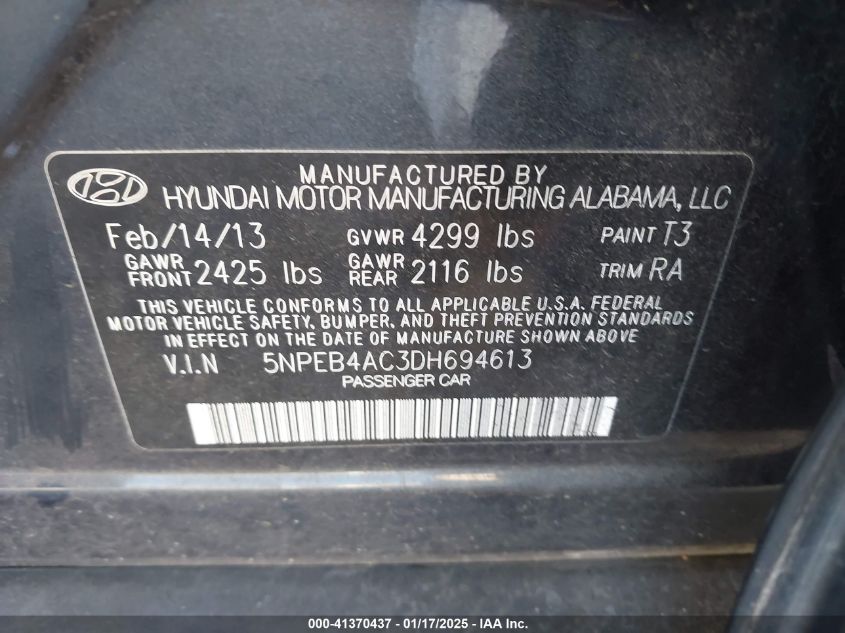 MANUFACTURED BY
HYUNDAI MOTOR MANUFACTURING ALABAMA, LLC
Feb/14/13 GVWR 4299 lbs PAINT T3
GAWR FRONT 2425 lbs GAWR REAR 2116 lbs TRIM RA
THIS VEHICLE CONFORMS TO ALL APPLICABLE U.S.A. FEDERAL
MOTOR VEHICLE SAFETY, BUMPER, AND THEFT PREVENTION STANDARDS
IN EFFECT ON THE DATE OF MANUFACTURE SHOWN ABOVE
V.I.N 5NPEB4AC3DH694613
PASSENGER CAR
000-41370437 - 01/17/2025 - IAA Inc.